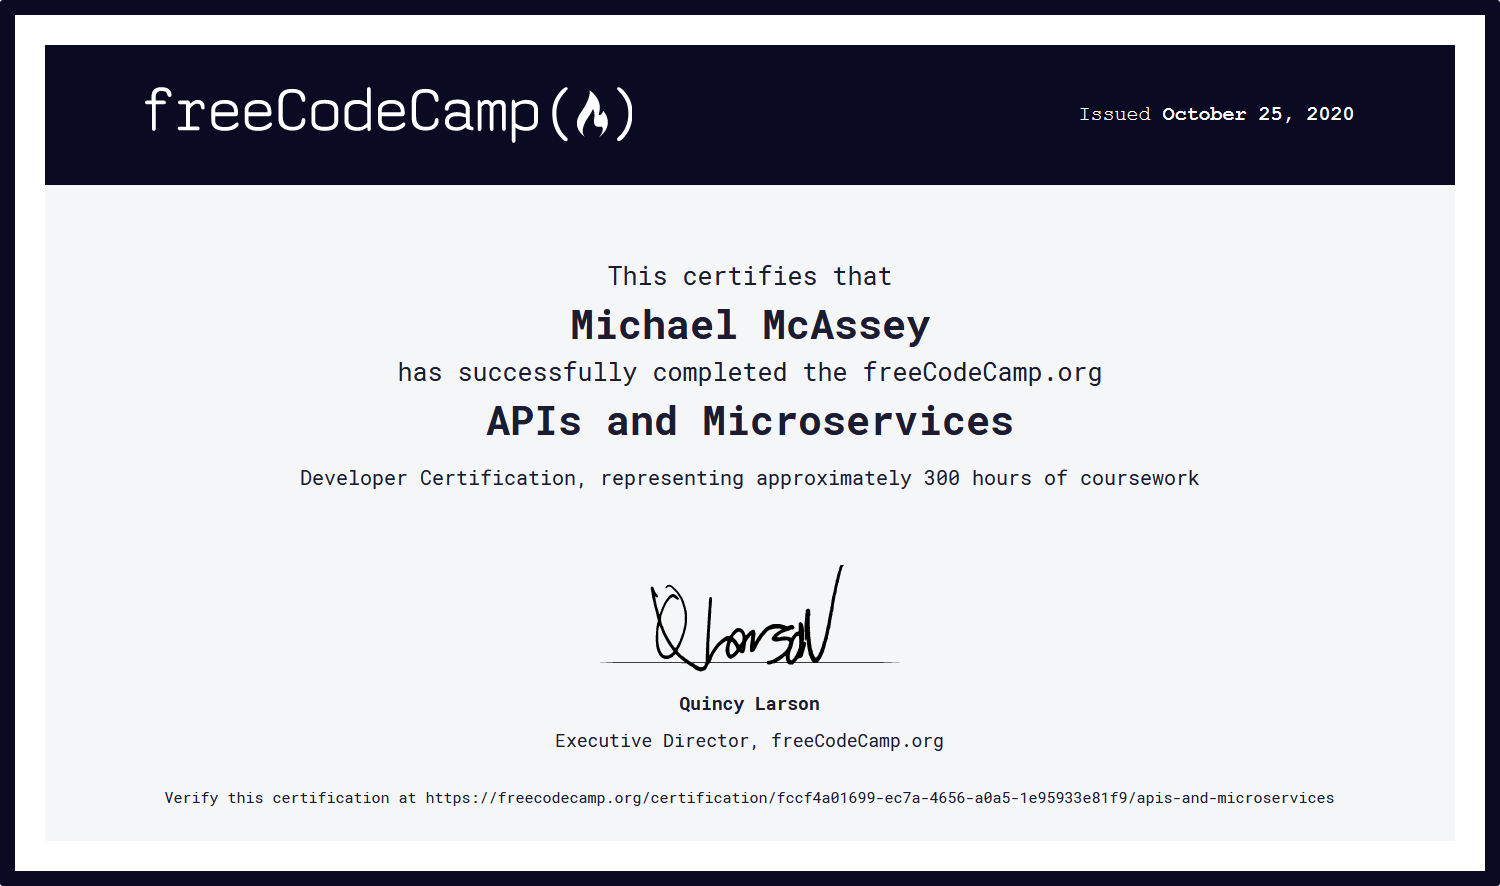 freeCodeCamp(🔥)
Issued October 25, 2020
This certifies that
Michael McAssey
has successfully completed the freeCodeCamp.org
APIs and Microservices
Developer Certification, representing approximately 300 hours of coursework
Q Larson
Quincy Larson
Executive Director, freeCodeCamp.org
Verify this certification at https://freecodecamp.org/certification/fccf4a01699-ec7a-4656-a0a5-1e95933e81f9/apis-and-microservices